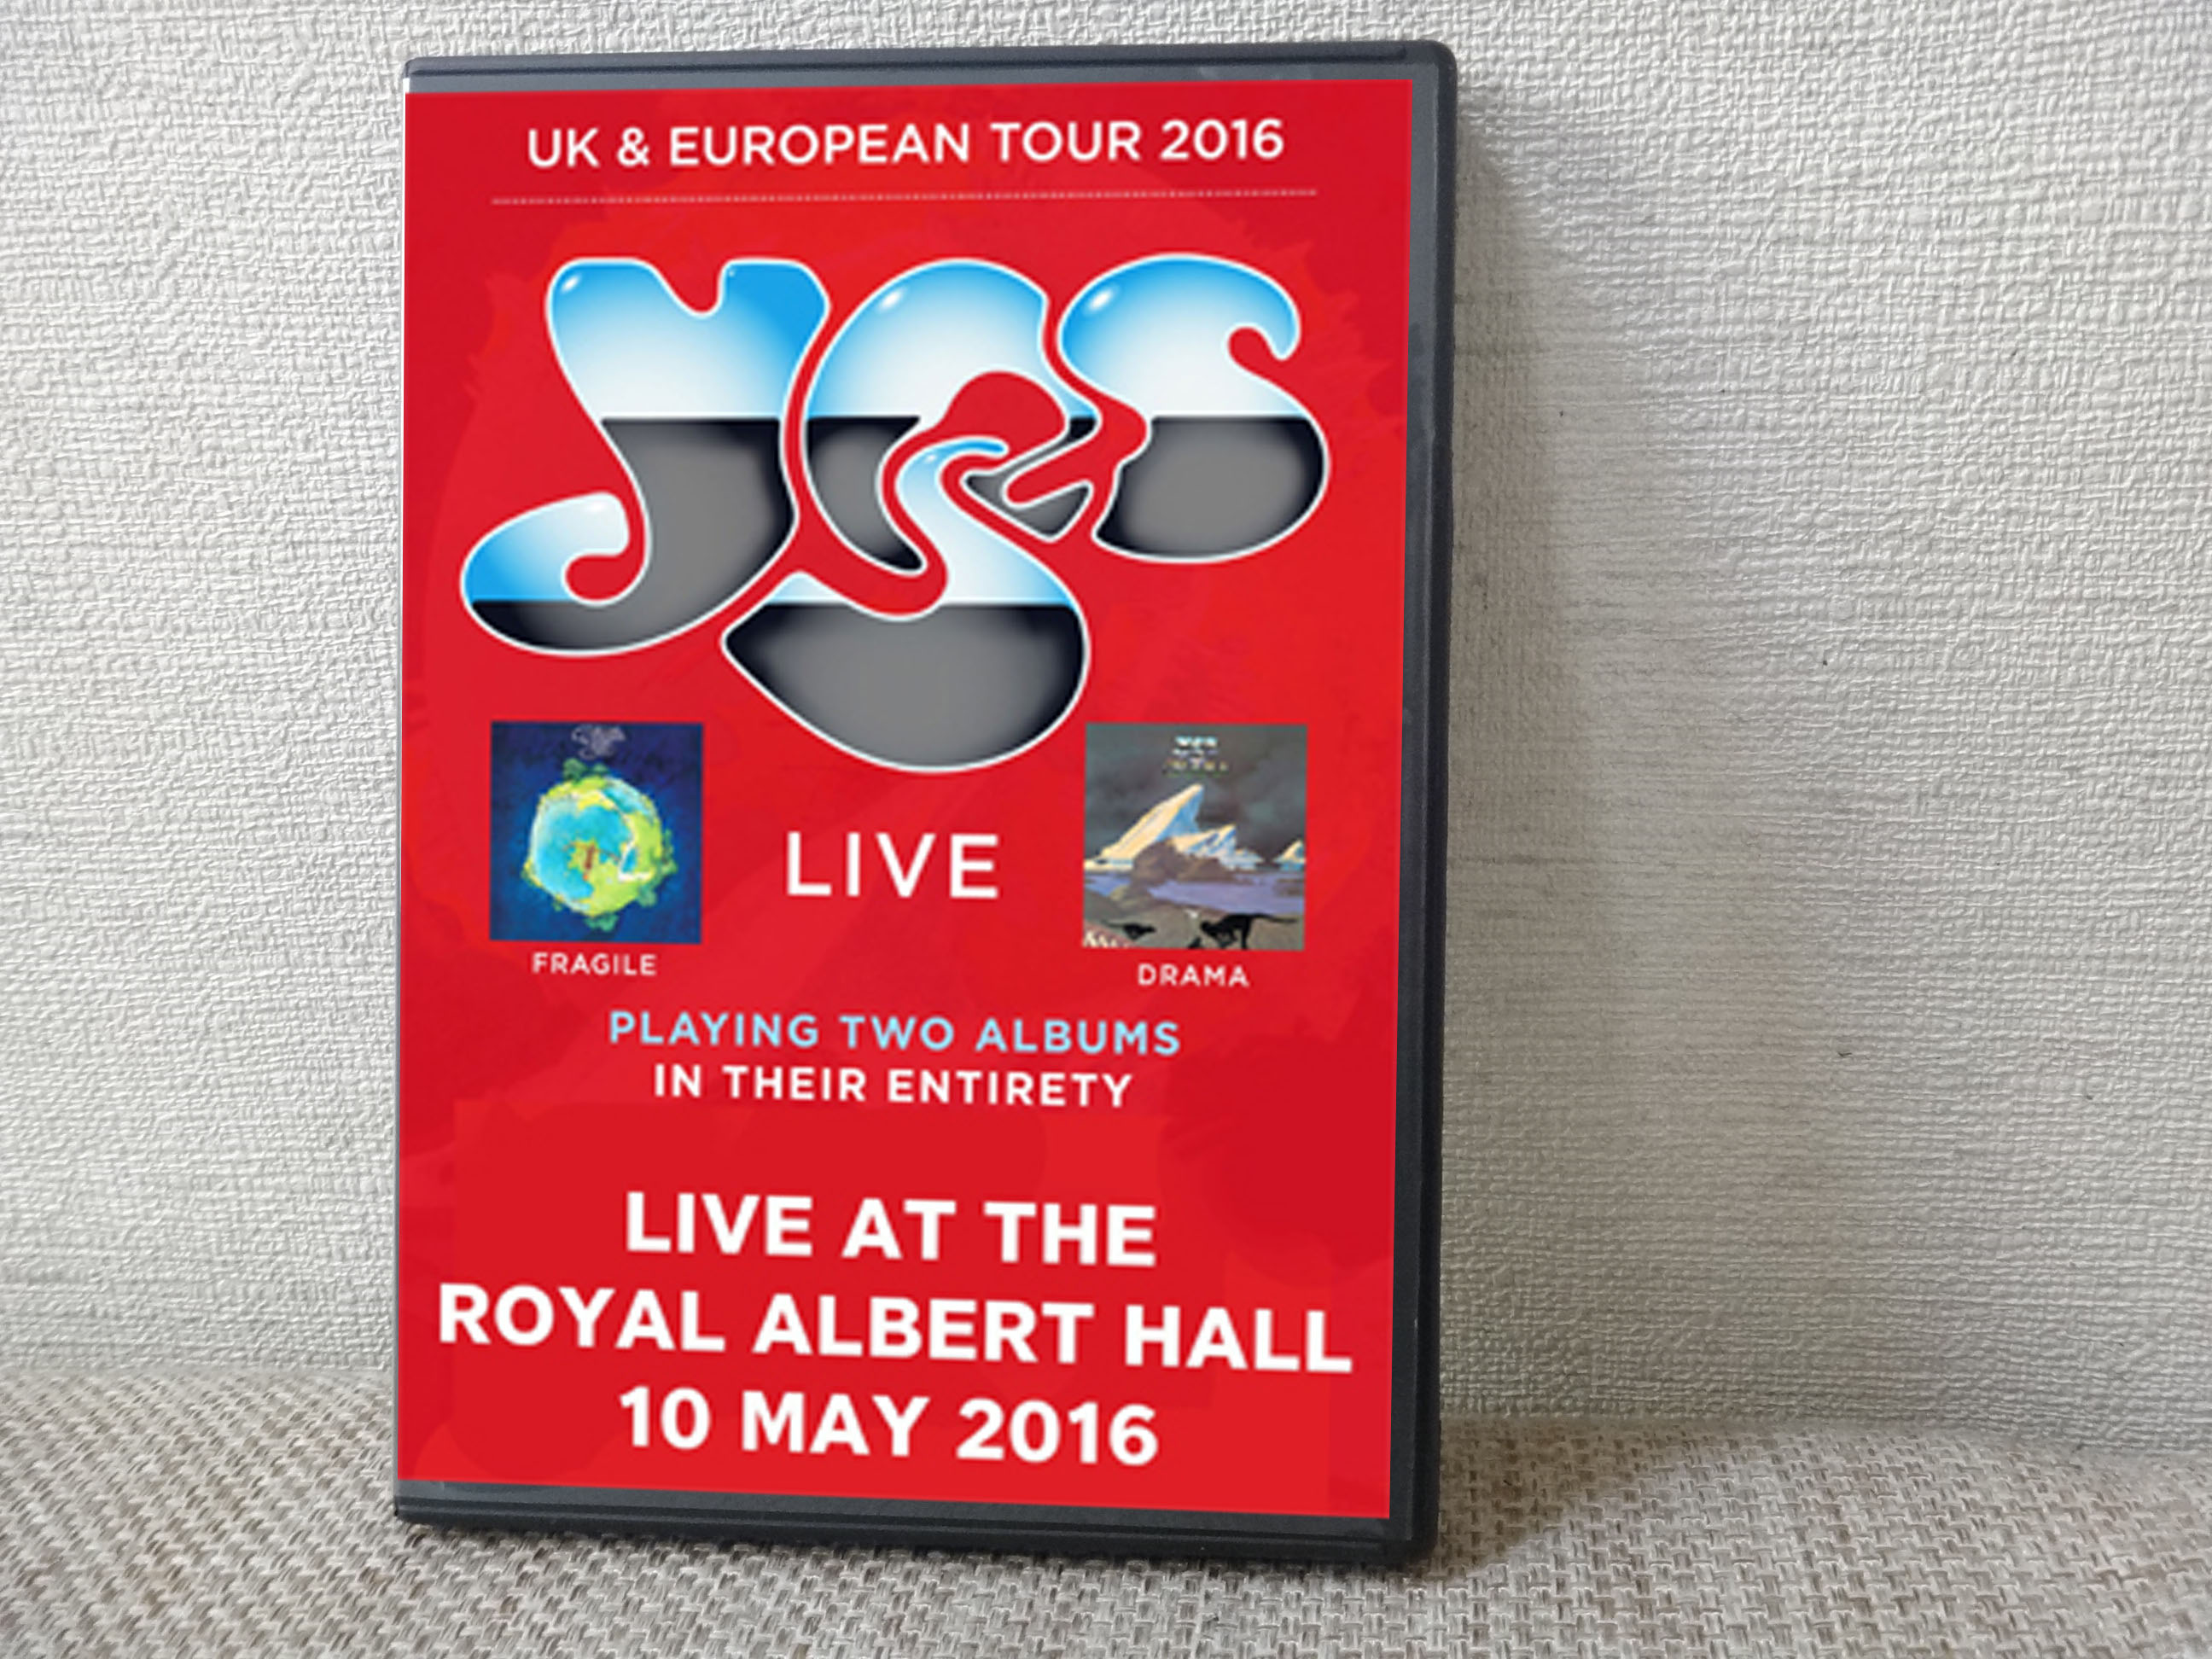 UK & EUROPEAN TOUR 2016
yes
LIVE
FRAGILE
DRAMA
PLAYING TWO ALBUMS
IN THEIR ENTIRETY
LIVE AT THE
ROYAL ALBERT HALL
10 MAY 2016